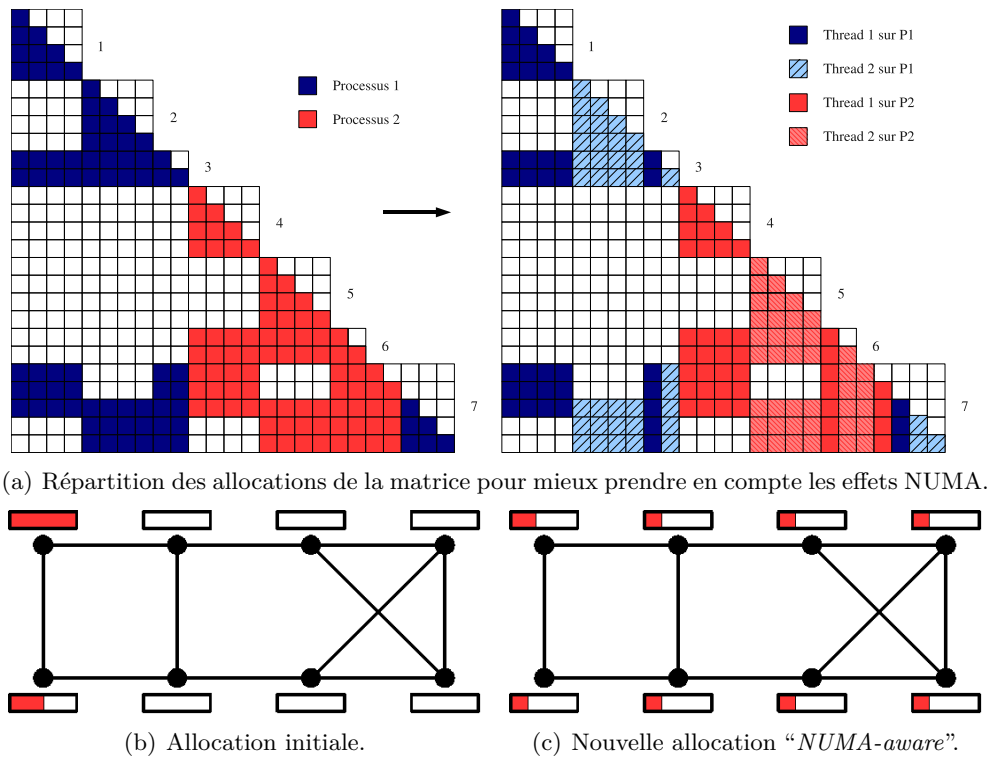 1
2
3
4
5
6
7
Processus 1
Processus 2
1
2
3
4
5
6
7
Thread 1 sur P1
Thread 2 sur P1
Thread 1 sur P2
Thread 2 sur P2
(a) Répartition des allocations de la matrice pour mieux prendre en compte les effets NUMA.
(b) Allocation initiale.
(c) Nouvelle allocation “NUMA-aware”.